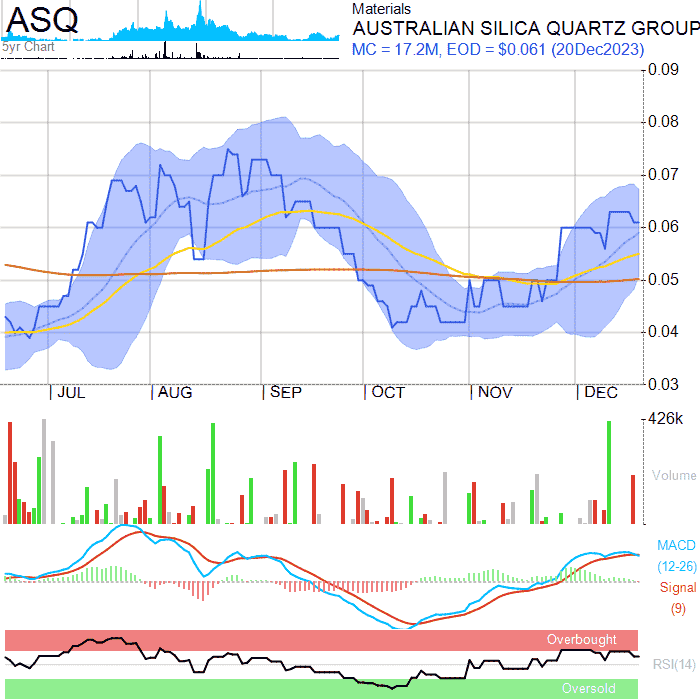 ASQ
5yr Chart
Materials
AUSTRALIAN SILICA QUARTZ GROUP
MC = 17.2M, EOD = $0.061 (20Dec2023)
0.09
0.08
0.07
0.06
0.05
0.04
0.03
JUL
AUG
SEP
OCT
NOV
DEC
426k
Volume
MACD
(12-26)
Signal
(9)
Overbought
RSI(14)
Oversold